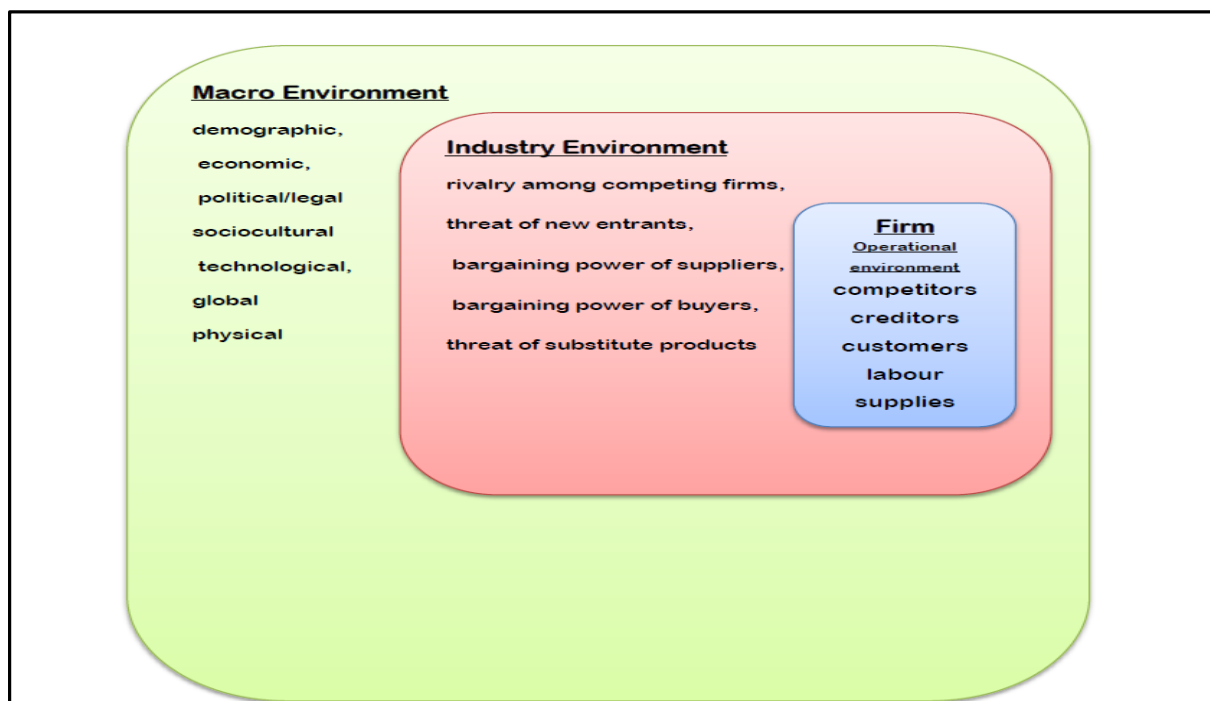 Macro Environment
demographic,
economic,
political/legal
sociocultural
technological,
global
physical
Industry Environment
rivalry among competing firms,
threat of new entrants,
bargaining power of suppliers,
bargaining power of buyers,
threat of substitute products
Firm
Operational
environment
competitors
creditors
customers
labour
supplies